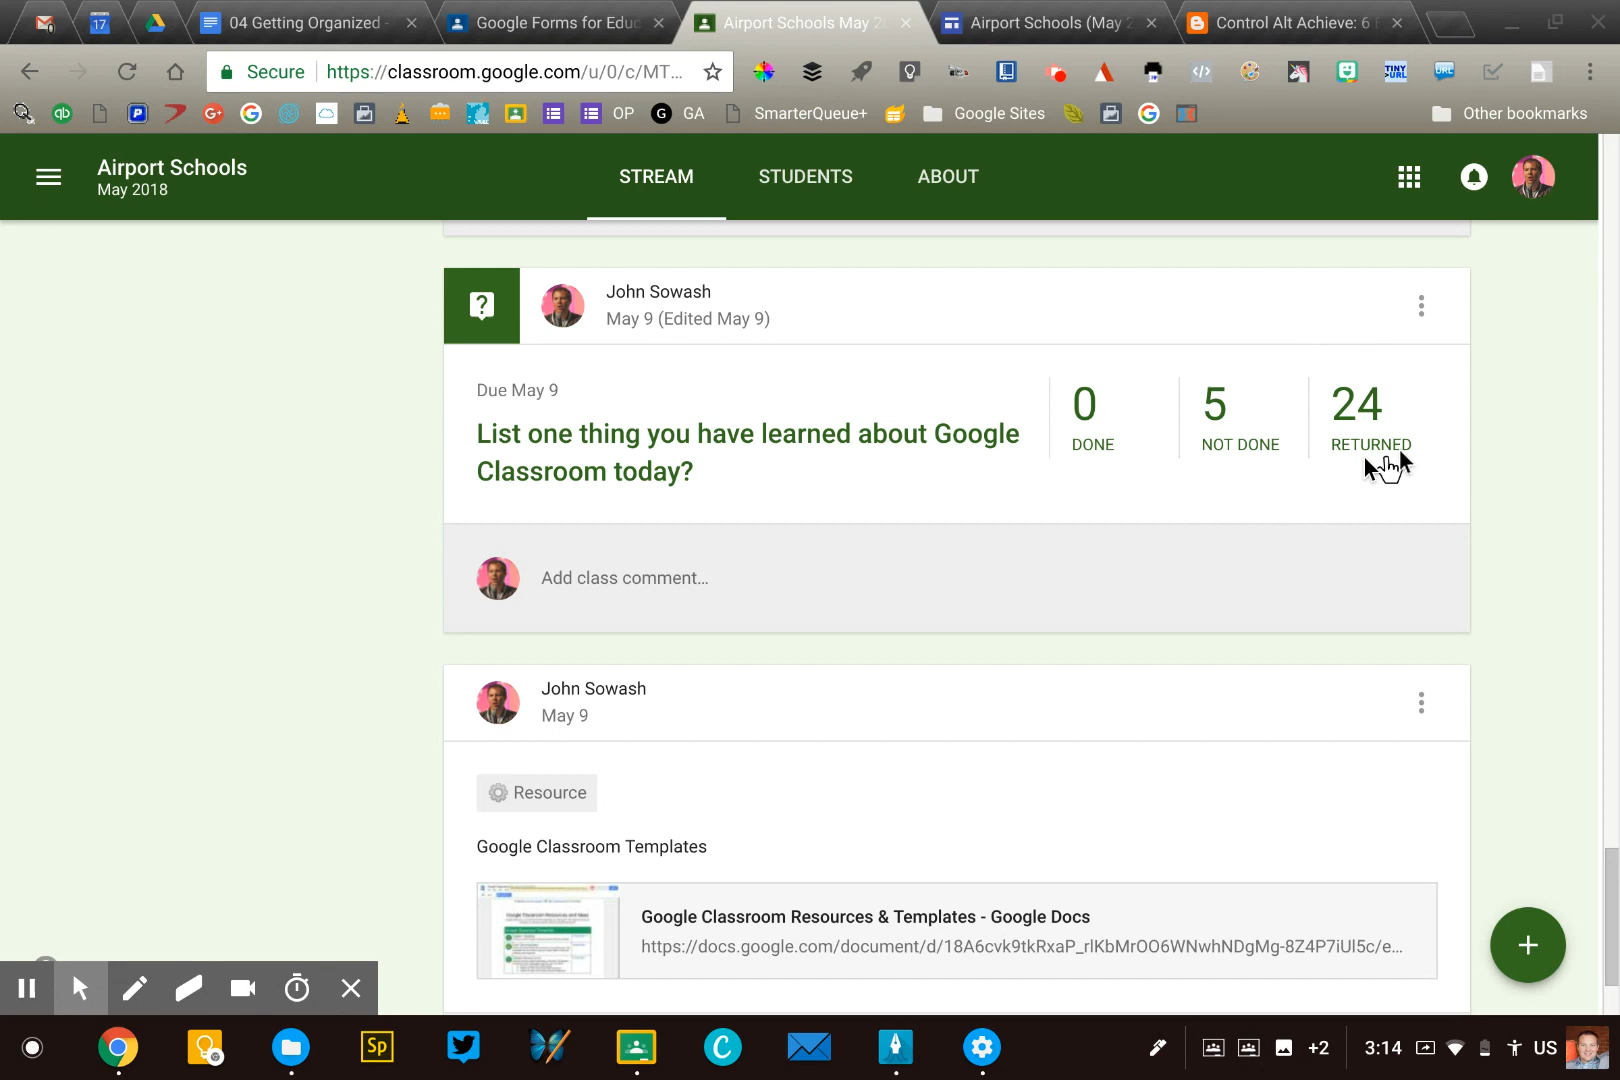 04 Getting Organized -
Google Forms for Educ
Airport Schools May 2
Airport Schools (May 2
Control Alt Achieve: 6 E
Secure
https://classroom.google.com/u/0/c/MT...
OP
GA
SmarterQueue+
Google Sites
Other bookmarks
Airport Schools
May 2018
STREAM
STUDENTS
ABOUT
John Sowash
May 9 (Edited May 9)
Due May 9
List one thing you have learned about Google
Classroom today?
0
DONE
5
NOT DONE
24
RETURNED
Add class comment...
John Sowash
May 9
Resource
Google Classroom Templates
Google Classroom Resources & Templates - Google Docs
https://docs.google.com/document/d/18A6cvk9tkRxaP_rIKbMrOO6WNwhNDgMg-8Z4P7iUl5c/e...
Sp
+2
3:14
US